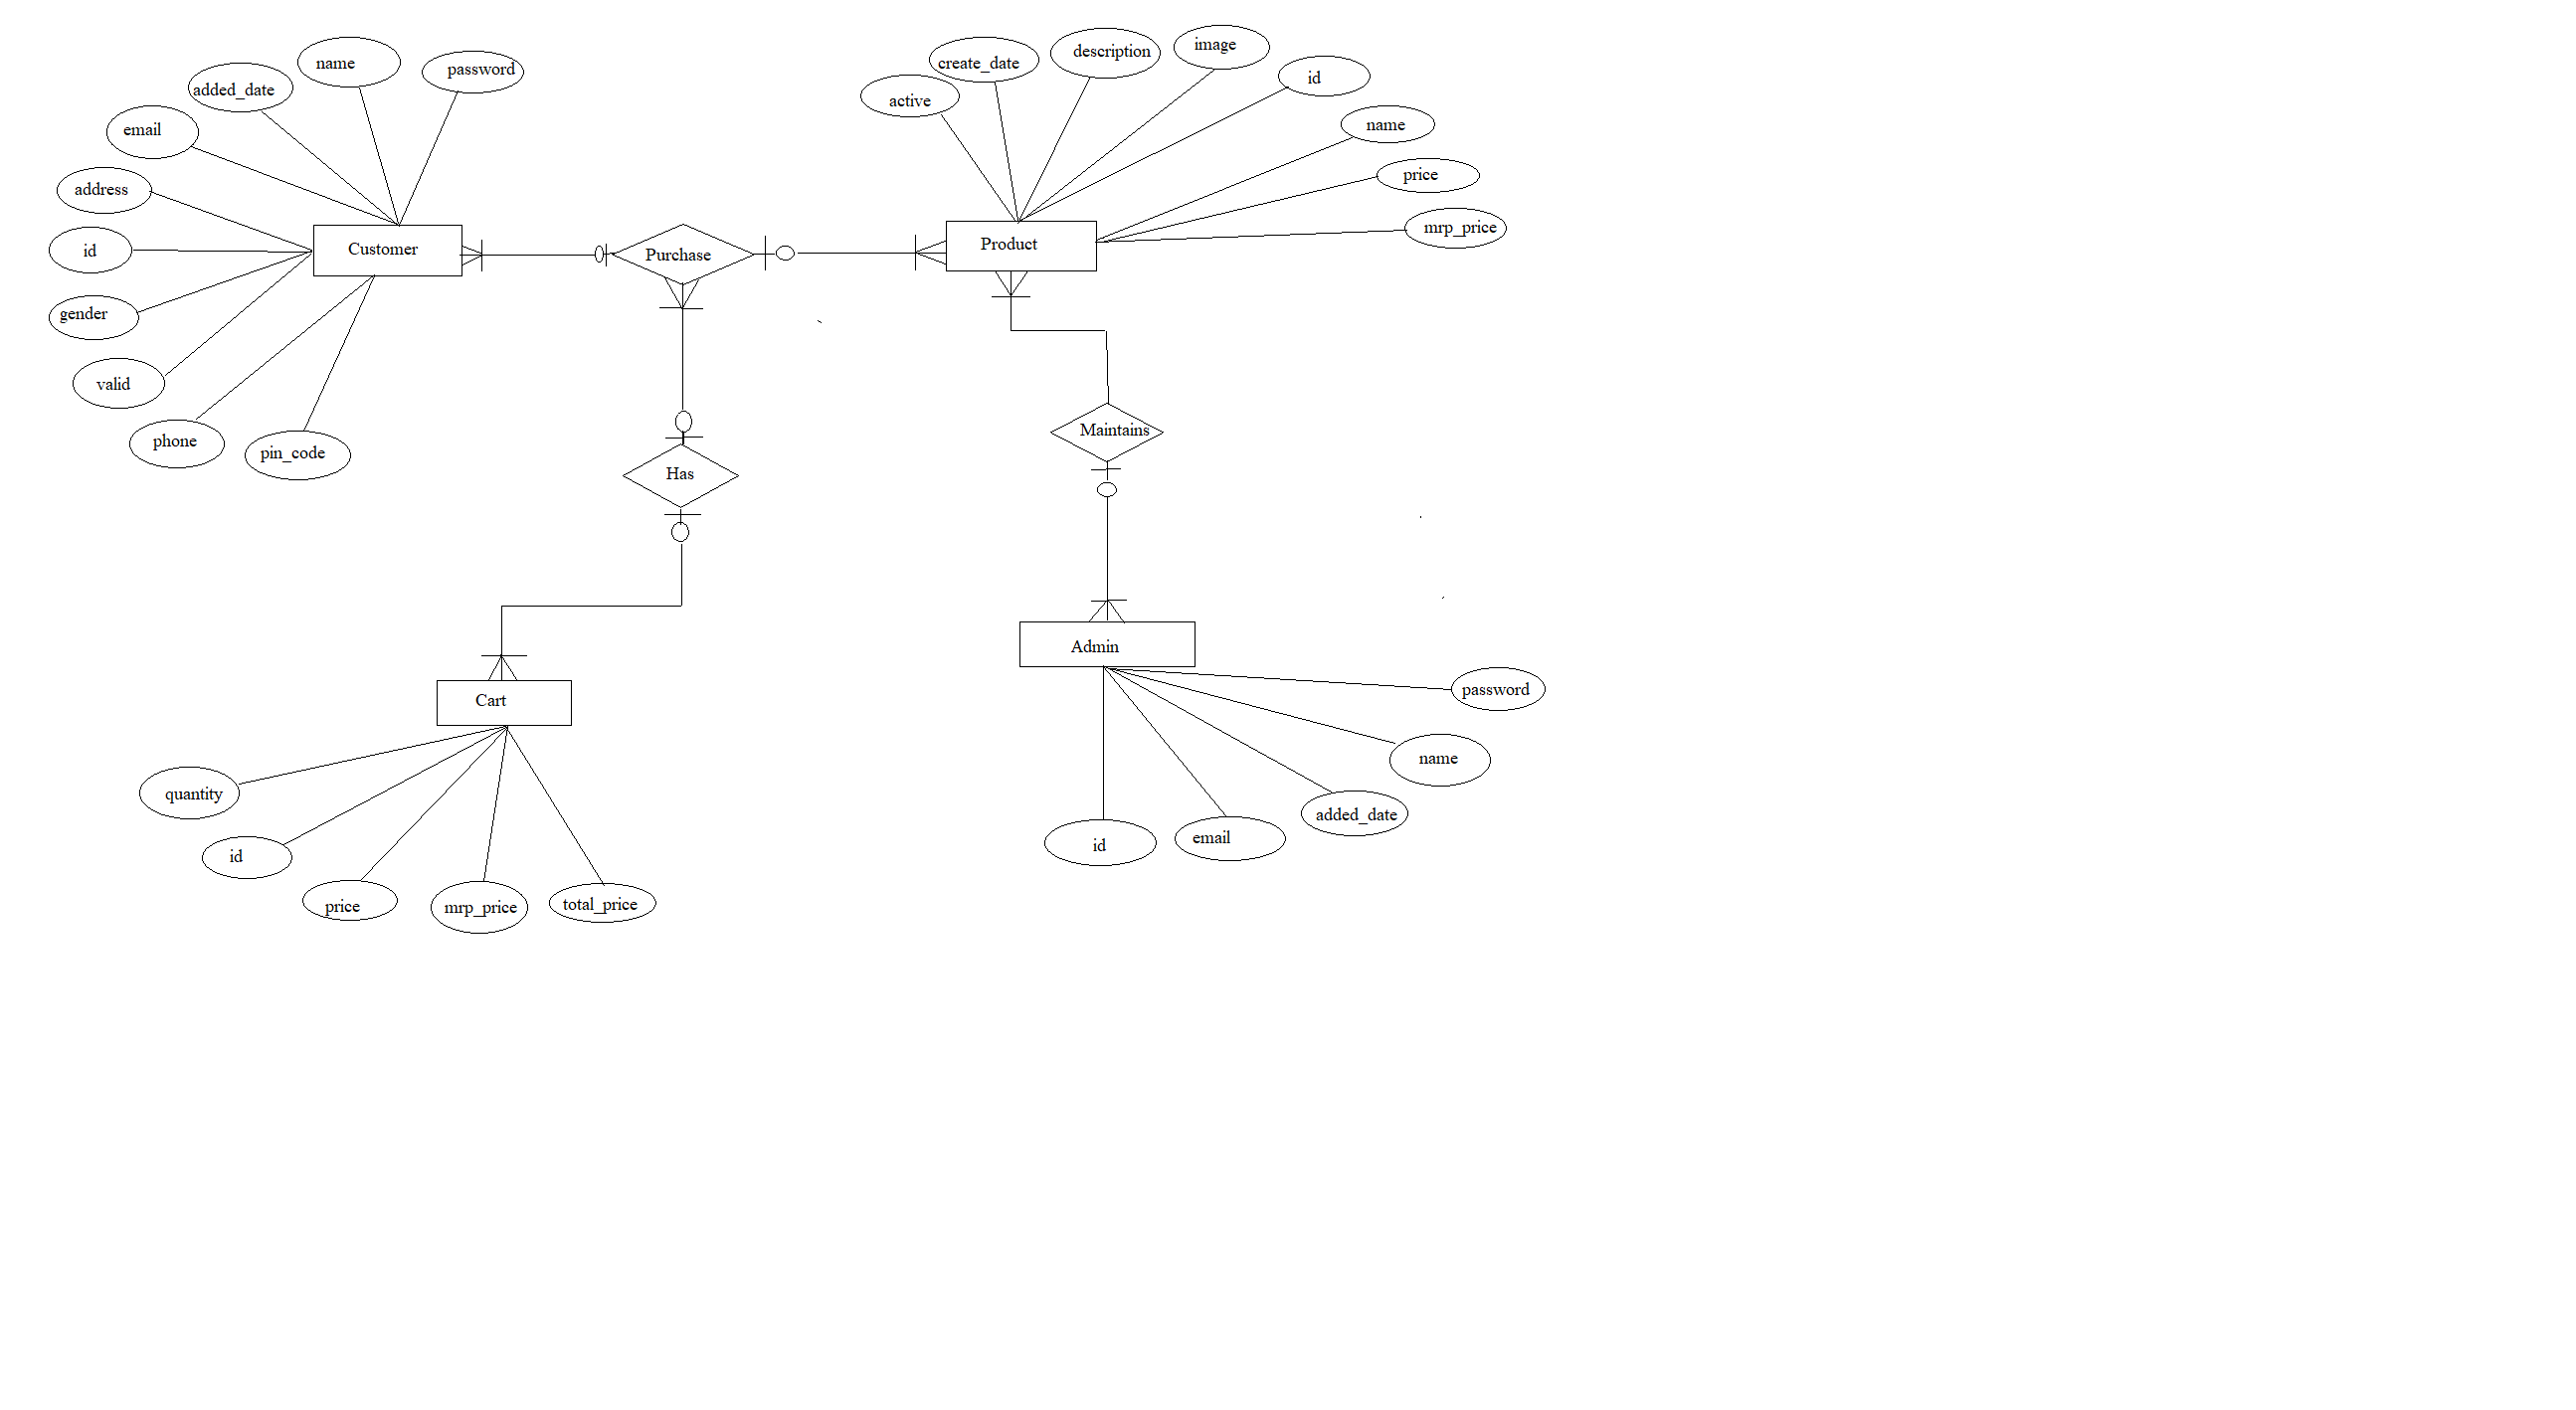 name
password
added_date
email
address
id
gender
valid
phone
pin_code
Customer
Purchase
create_date
description
image
id
active
name
price
mrp_price
Product
Has
Maintains
Cart
quantity
id
price
mrp_price
total_price
Admin
password
name
added_date
email
id